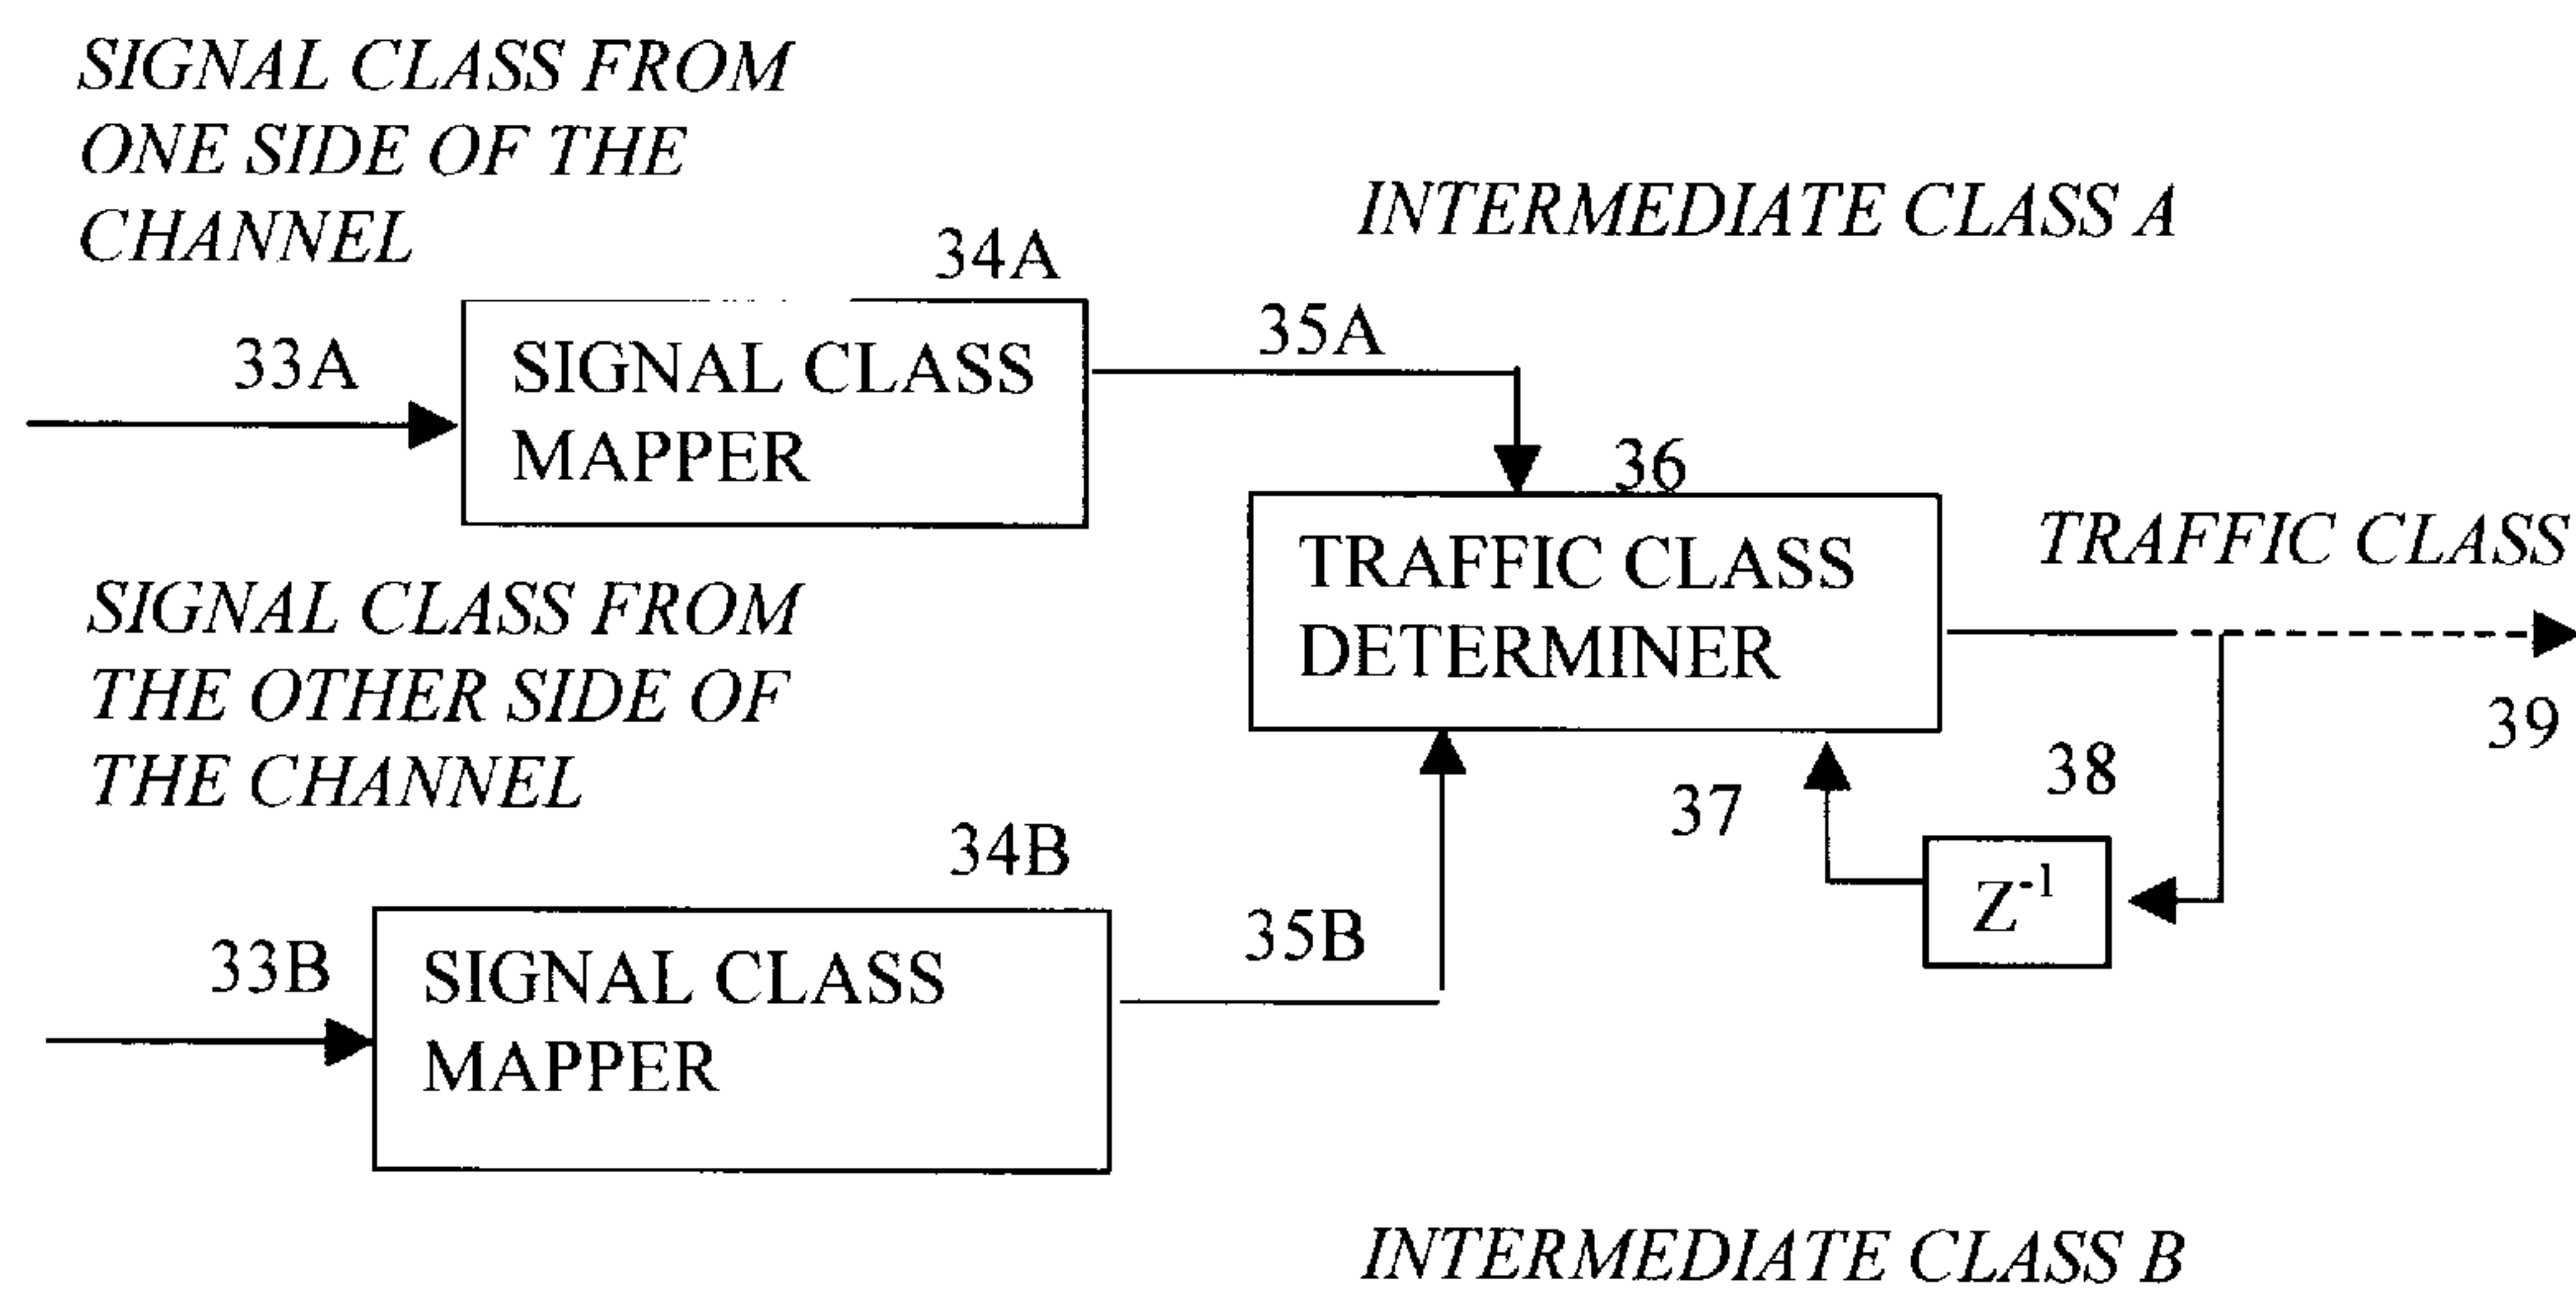 SIGNAL CLASS FROM
ONE SIDE OF THE
CHANNEL
INTERMEDIATE CLASS A
34A
35A
33A
SIGNAL CLASS
MAPPER
36
TRAFFIC CLASS
DETERMINER
TRAFFIC CLASS
39
SIGNAL CLASS FROM
THE OTHER SIDE OF
THE CHANNEL
37
38
Z⁻¹
34B
35B
33B
SIGNAL CLASS
MAPPER
INTERMEDIATE CLASS B